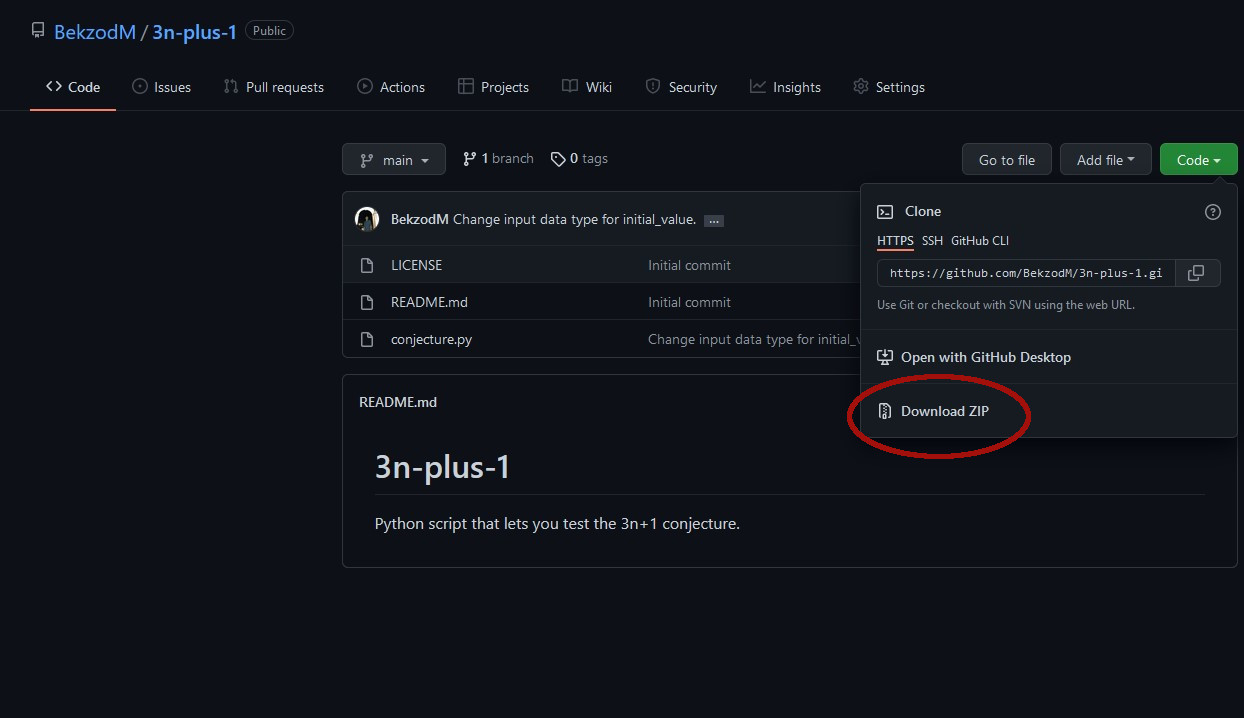 BekzodM / 3n-plus-1 Public
Code Issues Pull requests Actions Projects Wiki Security Insights Settings
main 1 branch 0 tags Go to file Add file Code
BekzodM Change input data type for initial_value. ...
LICENSE Initial commit
README.md Initial commit
conjecture.py Change input data type for initial_v
Clone
HTTPS SSH GitHub CLI
https://github.com/BekzodM/3n-plus-1.gi
Use Git or checkout with SVN using the web URL.
Open with GitHub Desktop
Download ZIP
README.md
3n-plus-1
Python script that lets you test the 3n+1 conjecture.